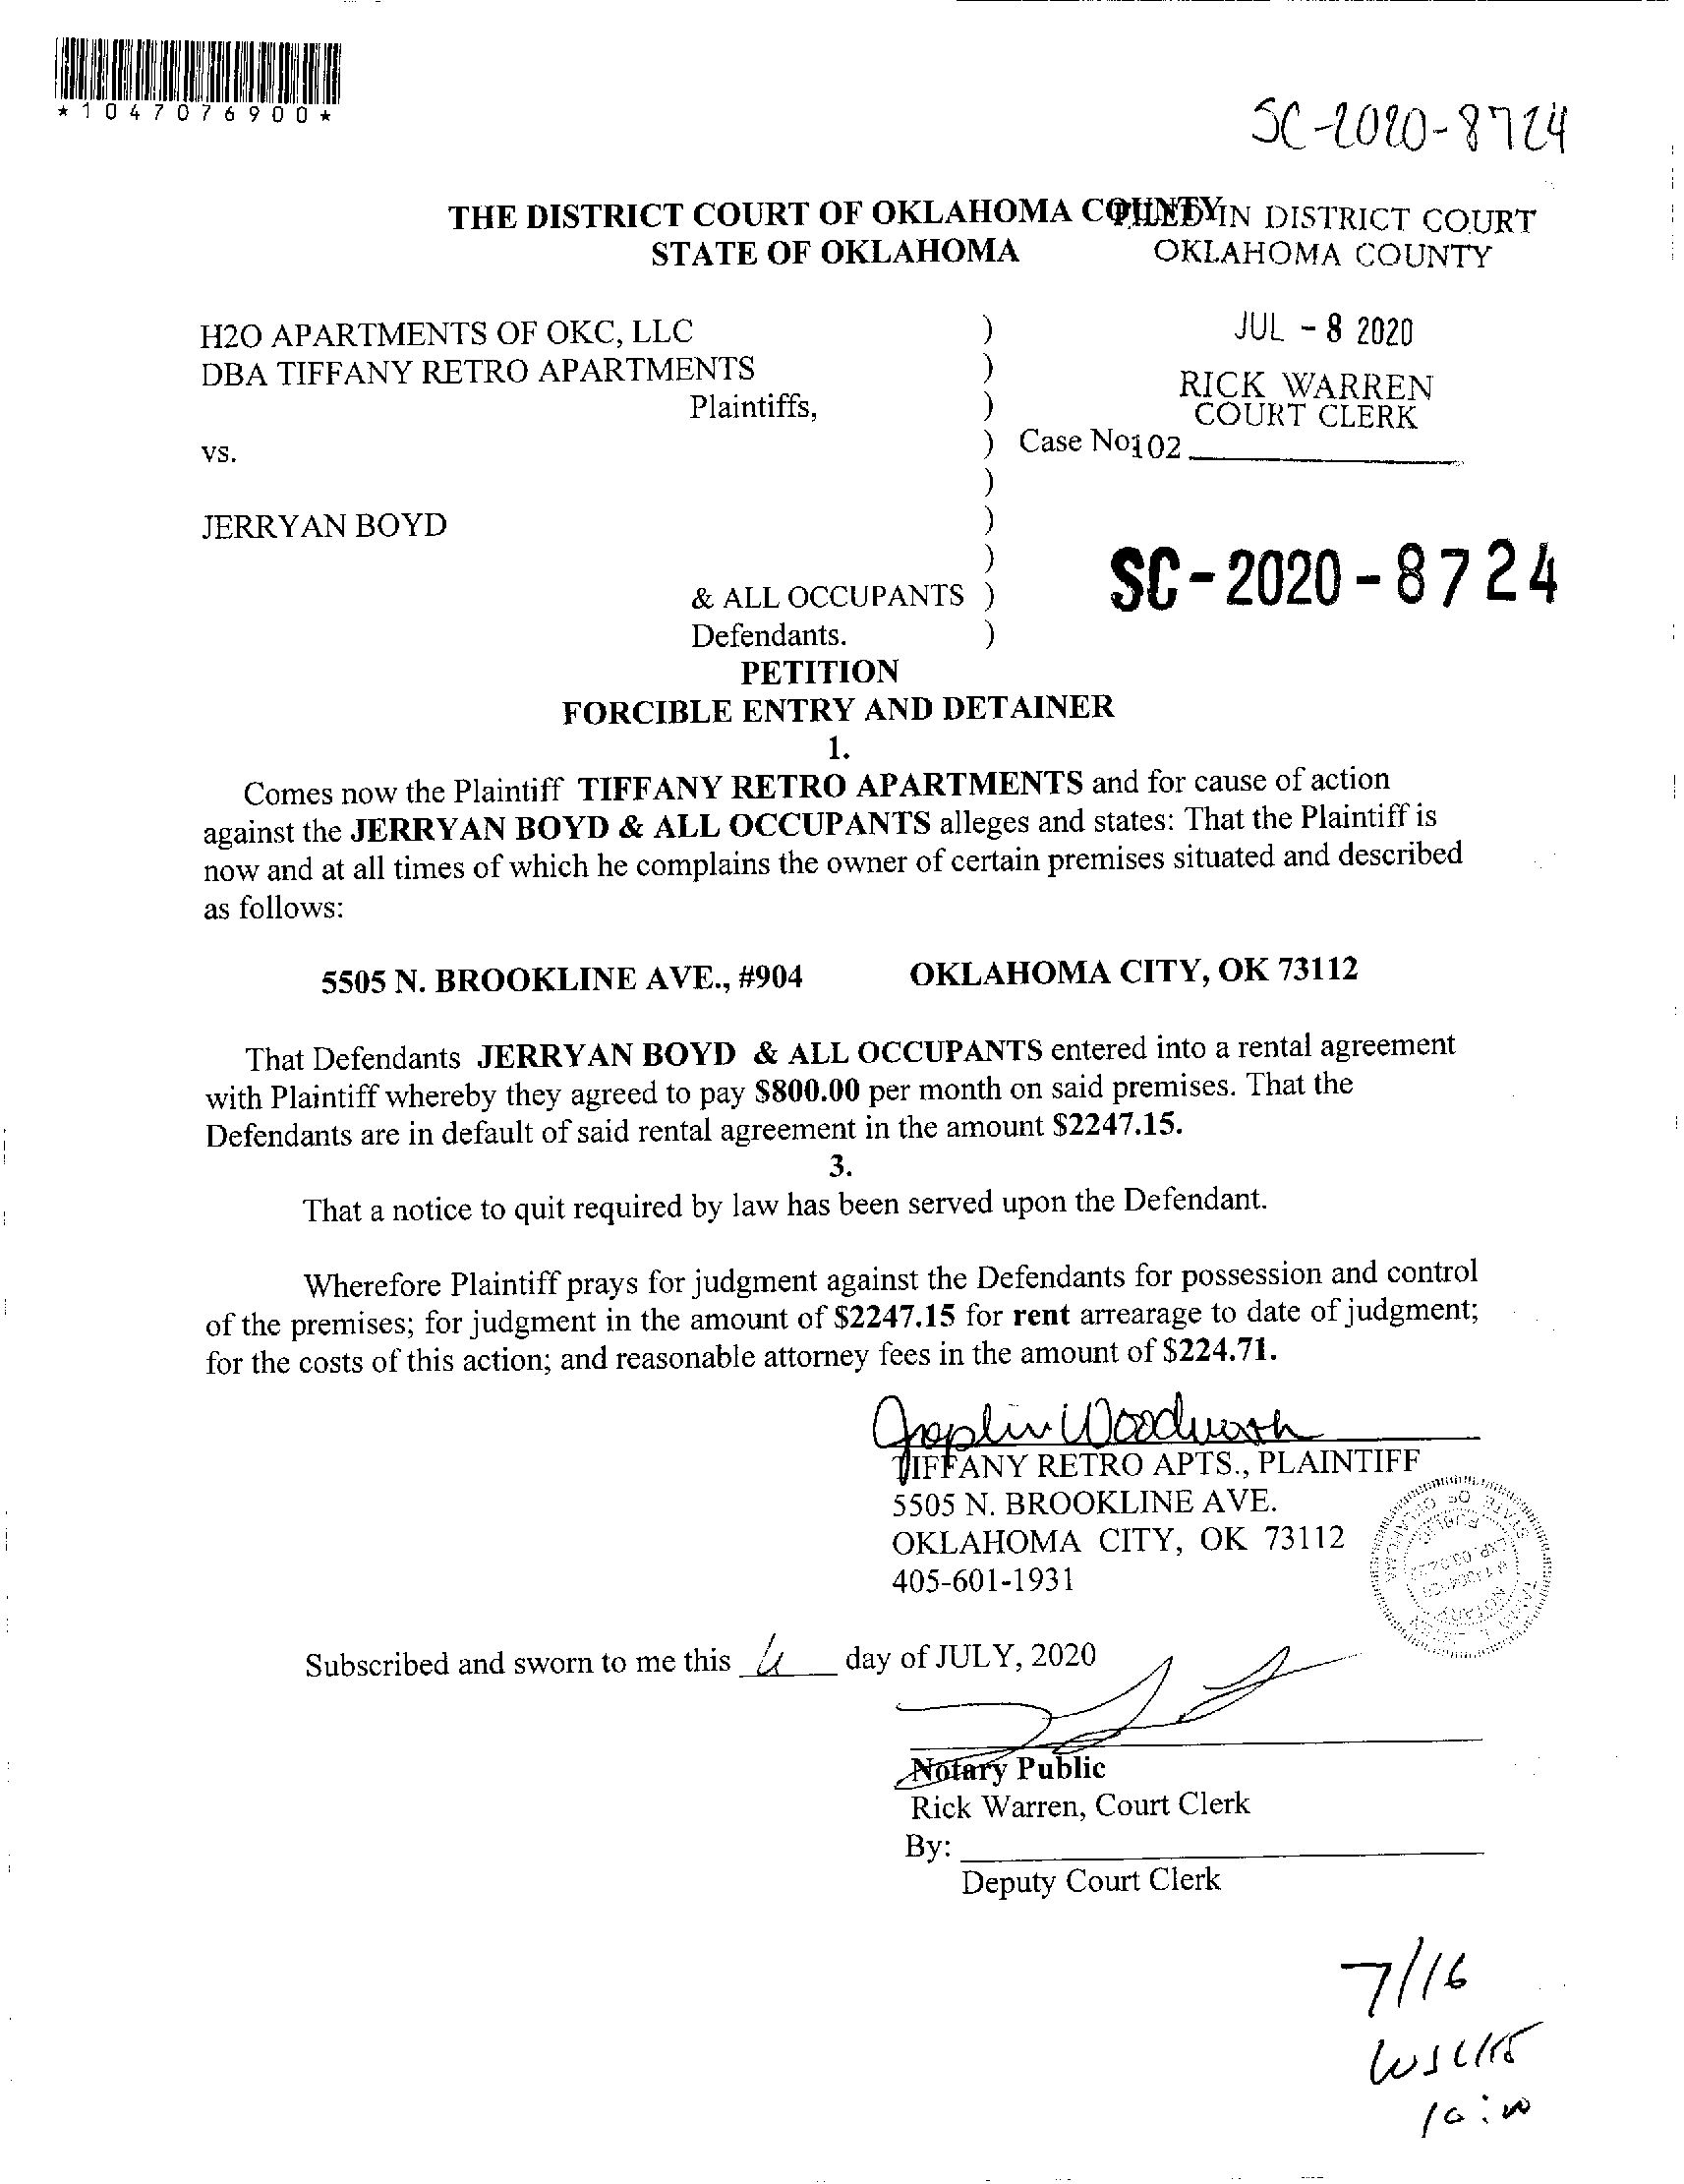 *1047076900*
SC-2020-8724
THE DISTRICT COURT OF OKLAHOMA COUNTY
FILED IN DISTRICT COURT
STATE OF OKLAHOMA
OKLAHOMA COUNTY
H2O APARTMENTS OF OKC, LLC )
JUL - 8 2020
DBA TIFFANY RETRO APARTMENTS )
RICK WARREN
Plaintiffs, )
COURT CLERK
vs. ) Case No:
102
)
JERRYAN BOYD )
)
& ALL OCCUPANTS )
SC-2020-8724
Defendants. )
PETITION
FORCIBLE ENTRY AND DETAINER
1.
Comes now the Plaintiff TIFFANY RETRO APARTMENTS and for cause of action
against the JERRYAN BOYD & ALL OCCUPANTS alleges and states: That the Plaintiff is
now and at all times of which he complains the owner of certain premises situated and described
as follows:
5505 N. BROOKLINE AVE., #904 OKLAHOMA CITY, OK 73112
That Defendants JERRYAN BOYD & ALL OCCUPANTS entered into a rental agreement
with Plaintiff whereby they agreed to pay $800.00 per month on said premises. That the
Defendants are in default of said rental agreement in the amount $2247.15.
3.
That a notice to quit required by law has been served upon the Defendant.
Wherefore Plaintiff prays for judgment against the Defendants for possession and control
of the premises; for judgment in the amount of $2247.15 for rent arrearage to date of judgment;
for the costs of this action; and reasonable attorney fees in the amount of $224.71.
Joplin Woodworth
TIFFANY RETRO APTS., PLAINTIFF
5505 N. BROOKLINE AVE.
OKLAHOMA CITY, OK 73112
405-601-1931
STATE OF OKLAHOMA
PUBLIC
NOTARY
Subscribed and sworn to me this day of JULY, 2020
Notary Public
Rick Warren, Court Clerk
By:
Deputy Court Clerk
7/16